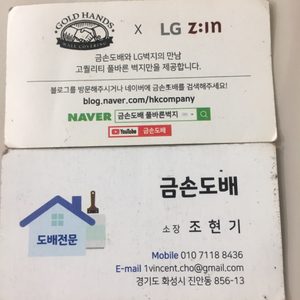 GOLD HANDS
WALL COVERING
X
LG Z:IN
금손도배와 LG벽지의 만남
고퀄리티 풀바른 벽지만을 제공합니다.
블로그를 방문해주시거나 네이버에 금손도배를 검색해주세요!
blog.naver.com/hkcompany
NAVER 금손도배 풀바른벽지
YouTube 금손도배
금손도배
소장 조현기
도배전문
Mobile 010 7118 8436
E-mail 1vincent.cho@gmail.com
경기도 화성시 진안동 856-13